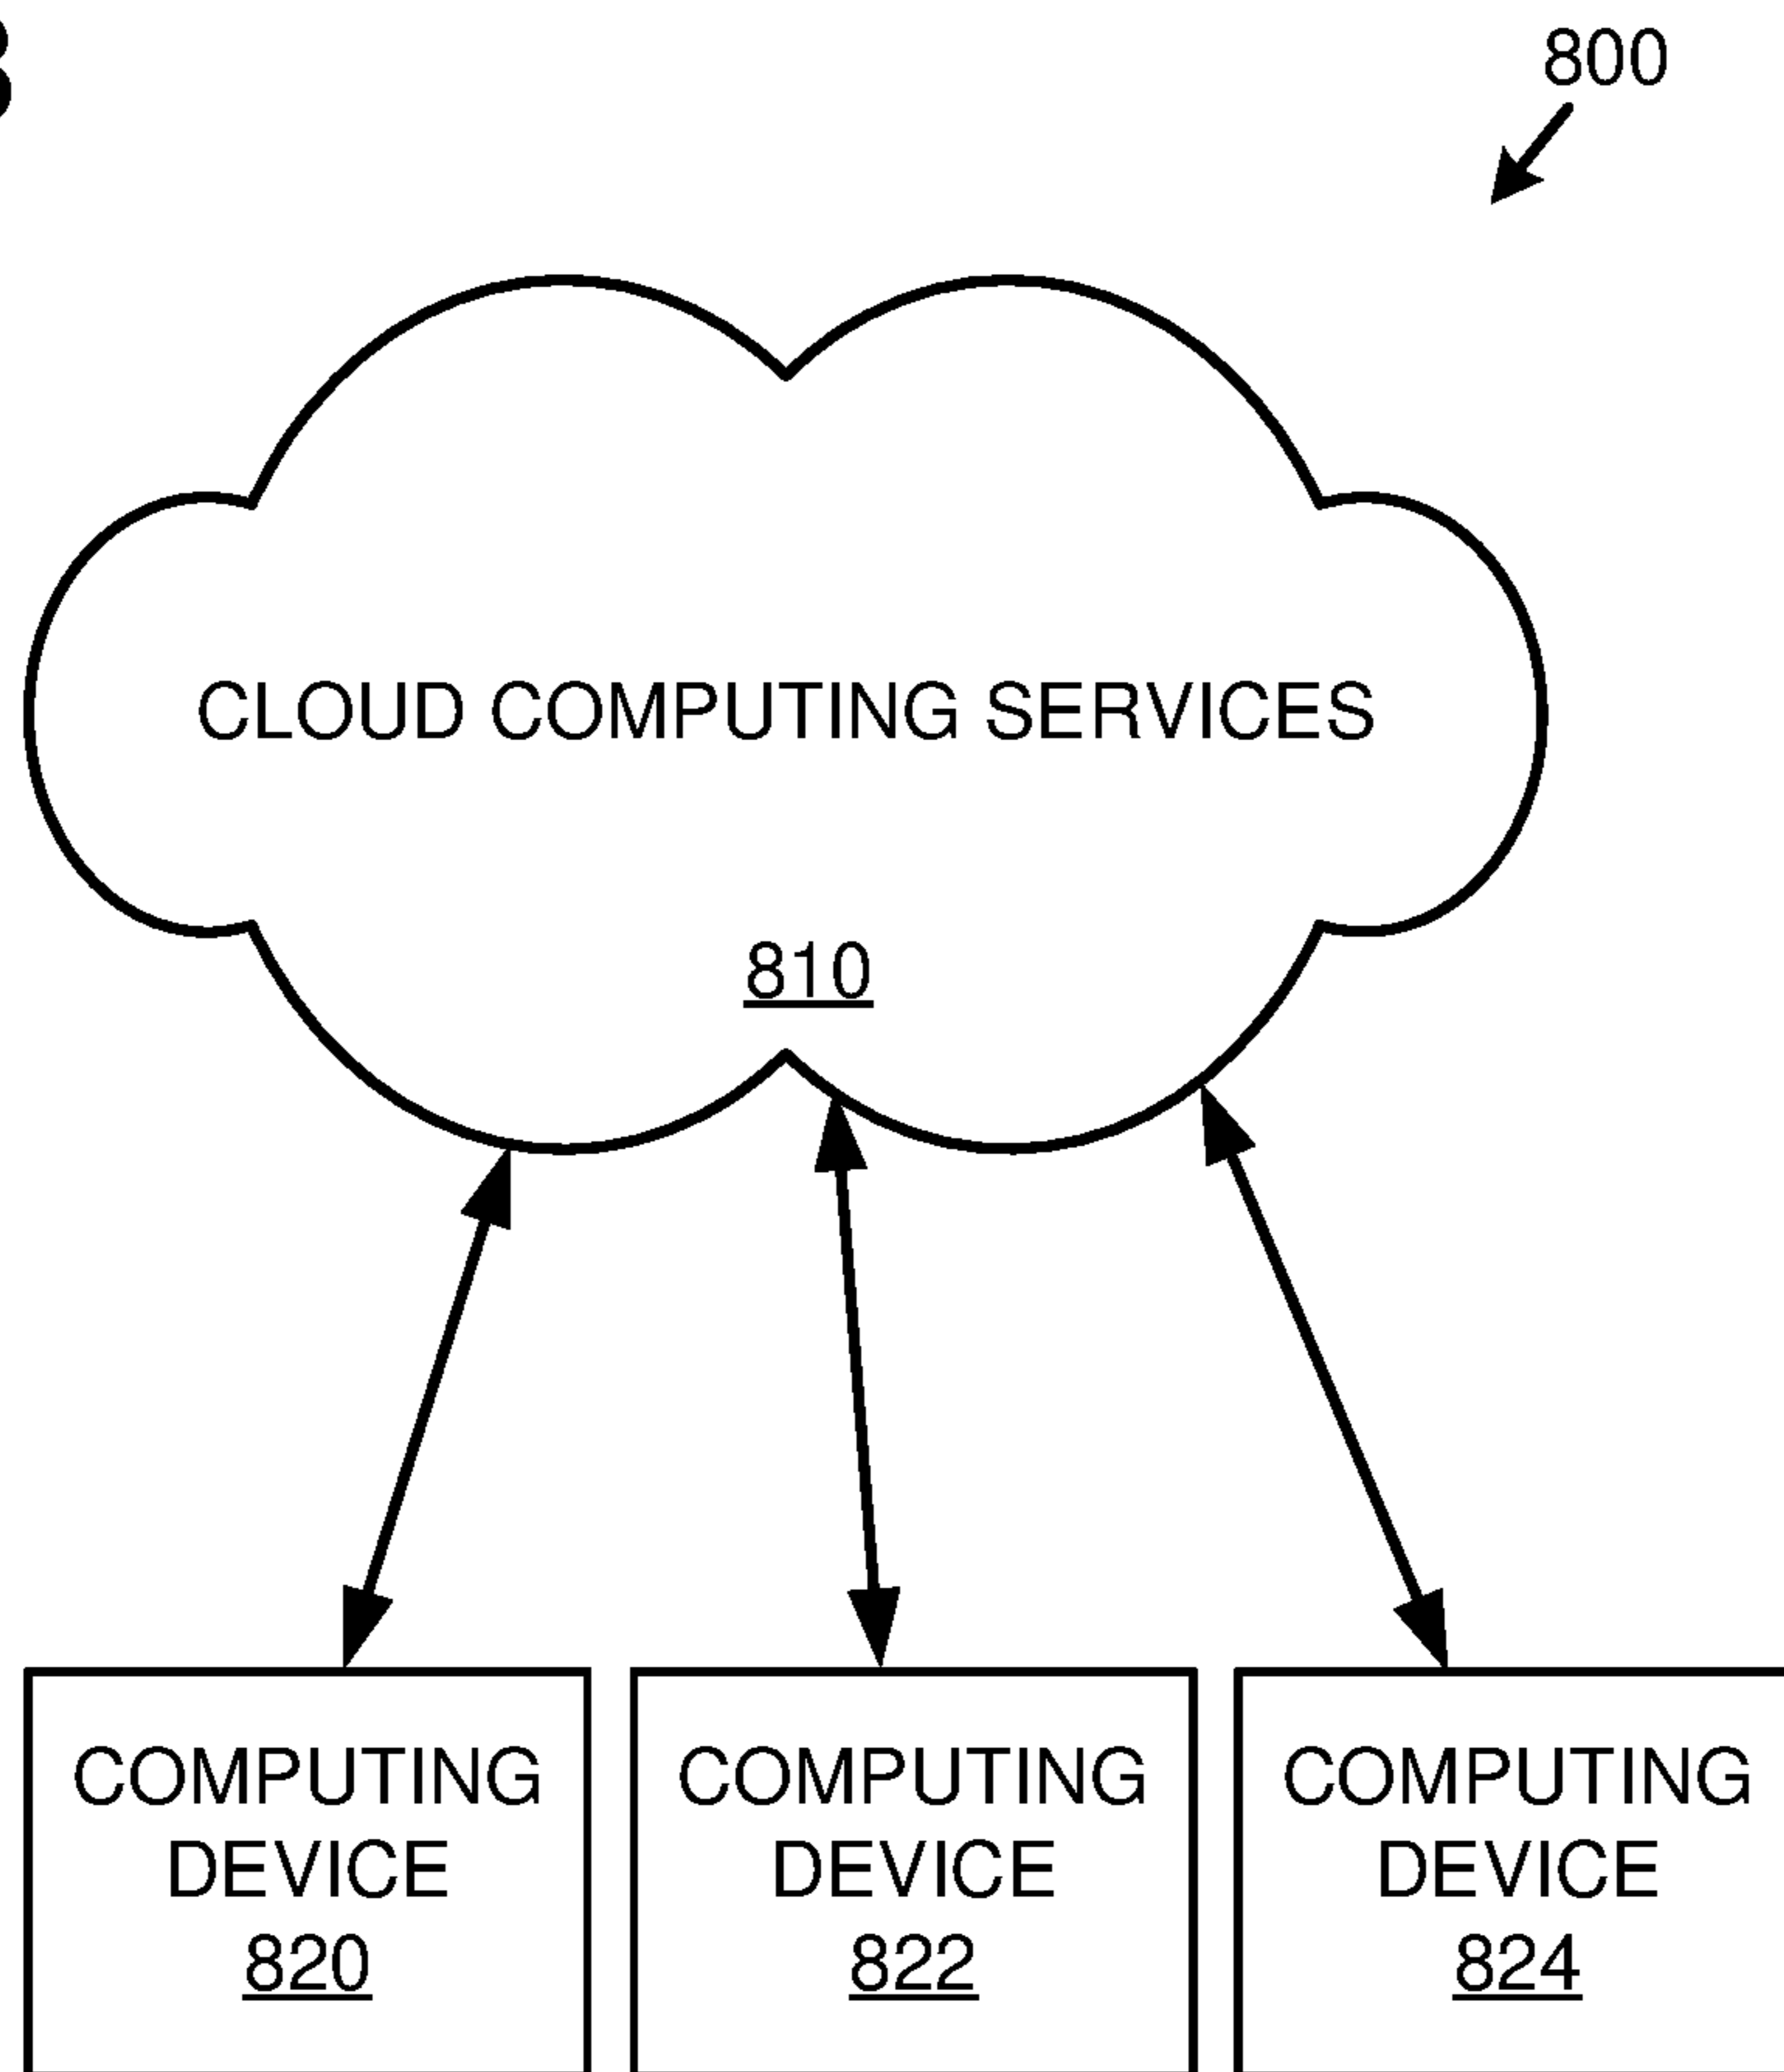 800
CLOUD COMPUTING SERVICES
810
COMPUTING
DEVICE
820
COMPUTING
DEVICE
822
COMPUTING
DEVICE
824